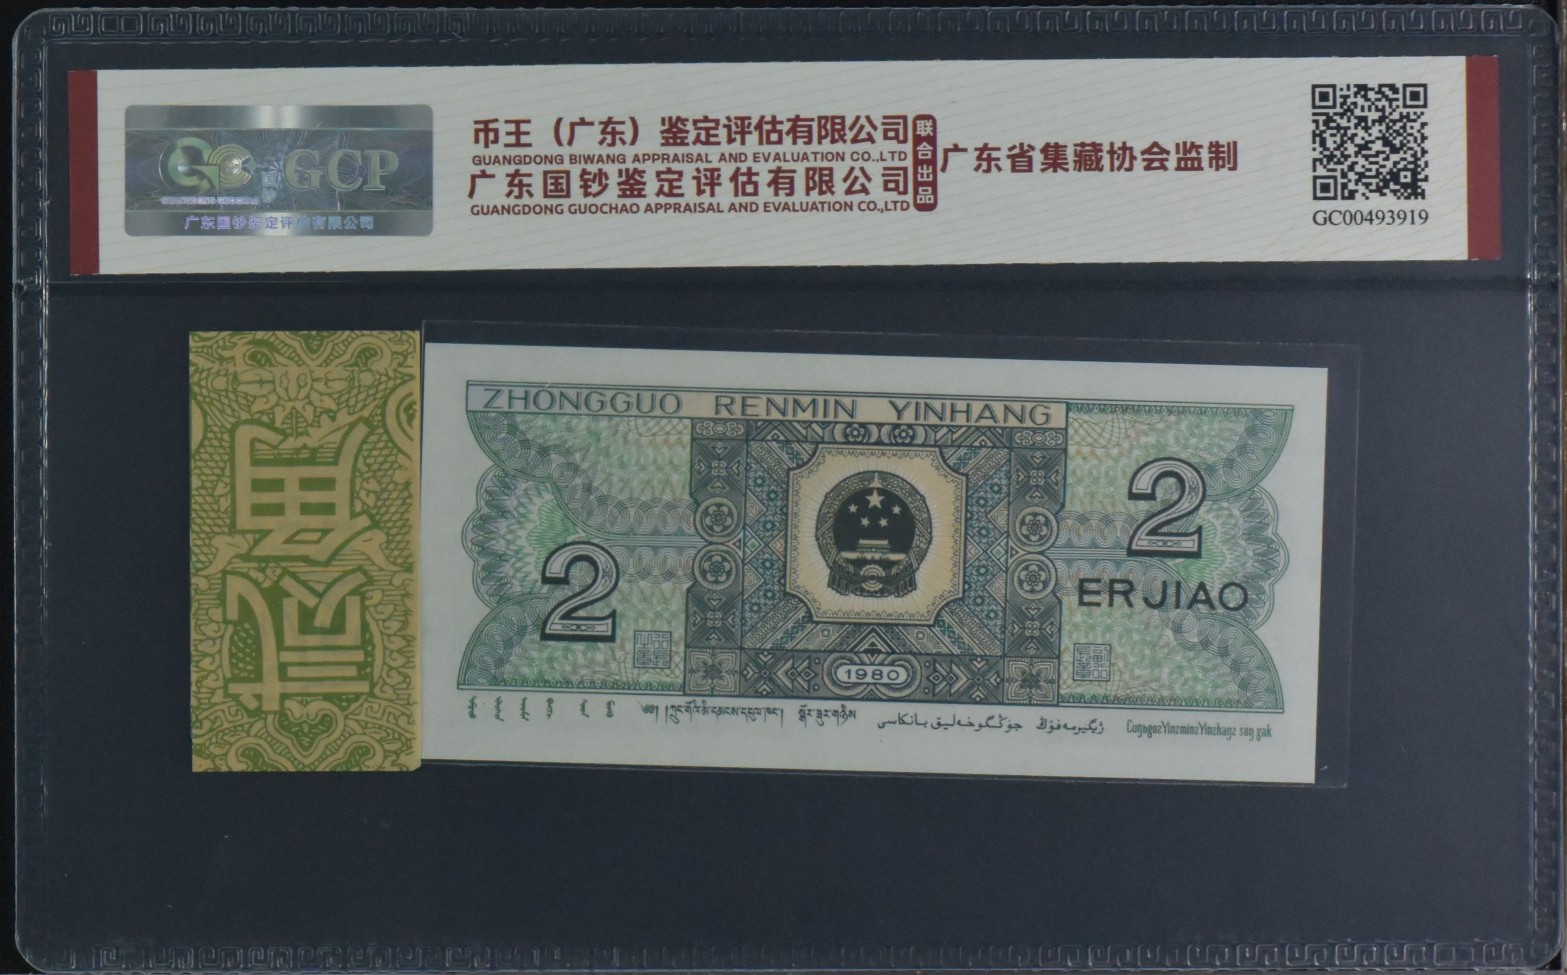 GCP
广东国钞鉴定评估有限公司
币王（广东）鉴定评估有限公司
GUANGDONG BIWANG APPRAISAL AND EVALUATION CO.,LTD
广东国钞鉴定评估有限公司
GUANGDONG GUOCHAO APPRAISAL AND EVALUATION CO.,LTD
联合出品
广东省集藏协会监制
GC00493919
ZHONGGUO RENMIN YINHANG
2
2
ERJIAO
1980
جۇڭگو خەلىق بانكاسى